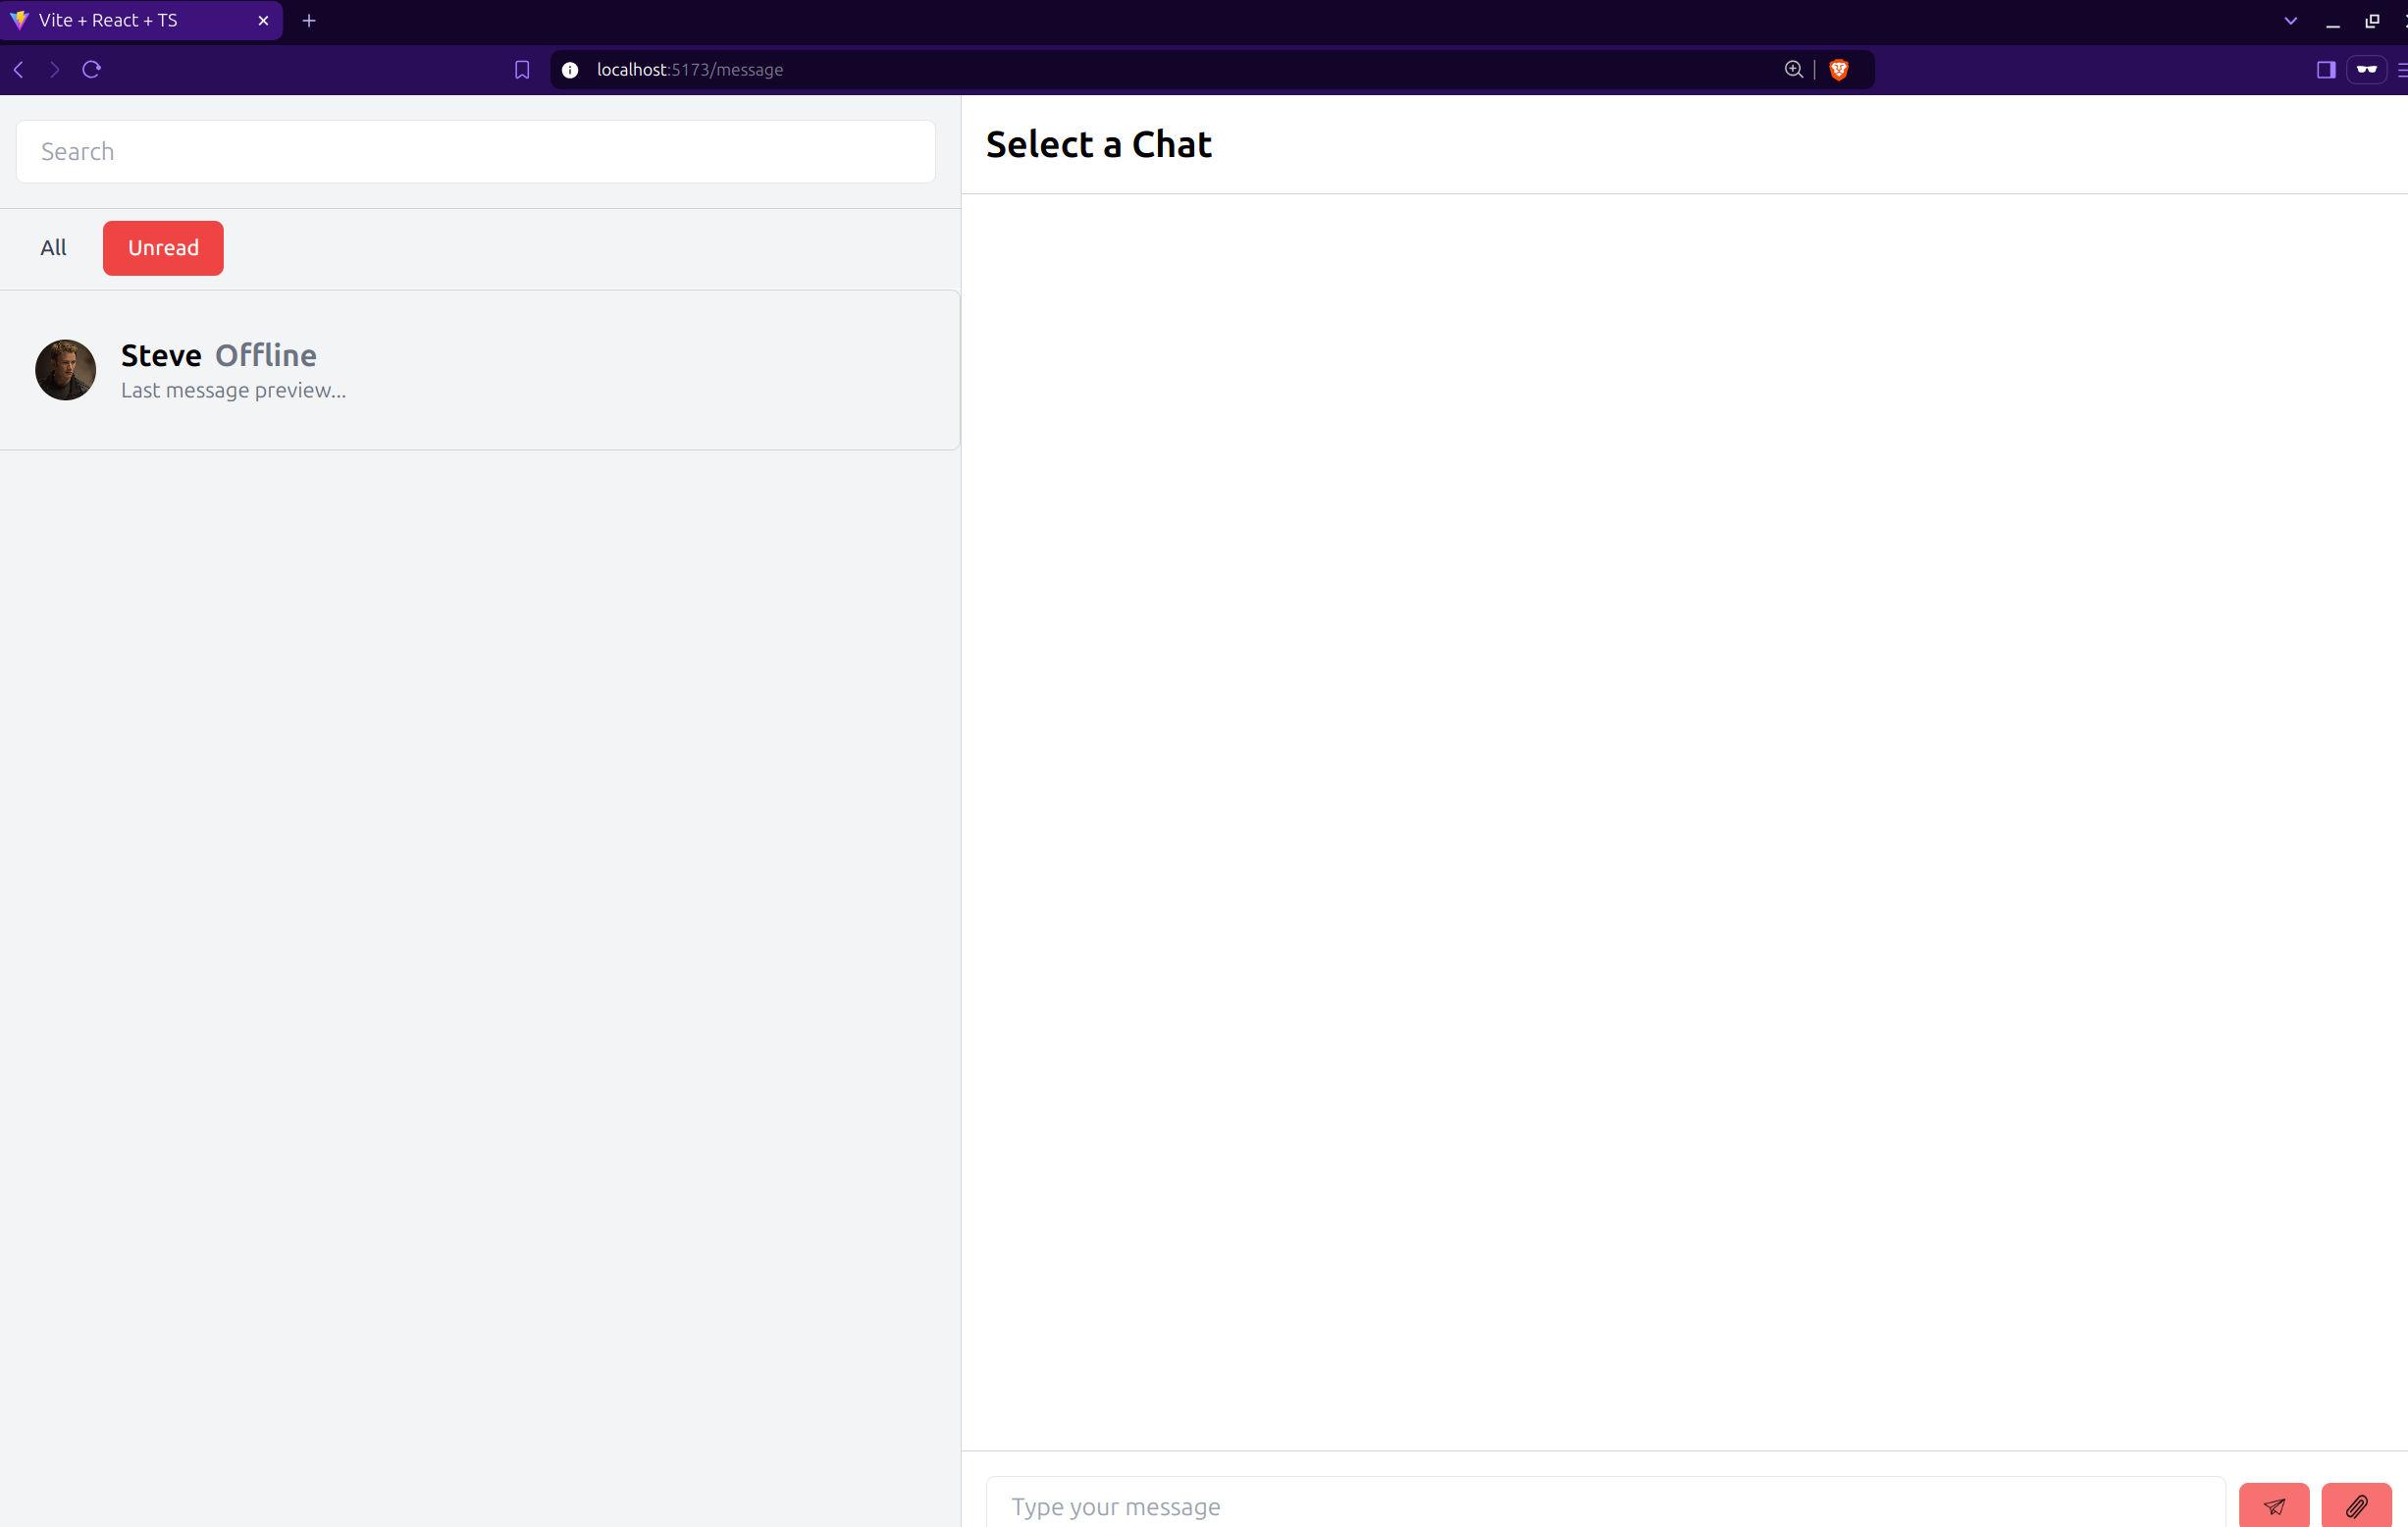 Vite + React + TS
localhost:5173/message
Search
Select a Chat
All
Unread
Steve Offline
Last message preview...
Type your message